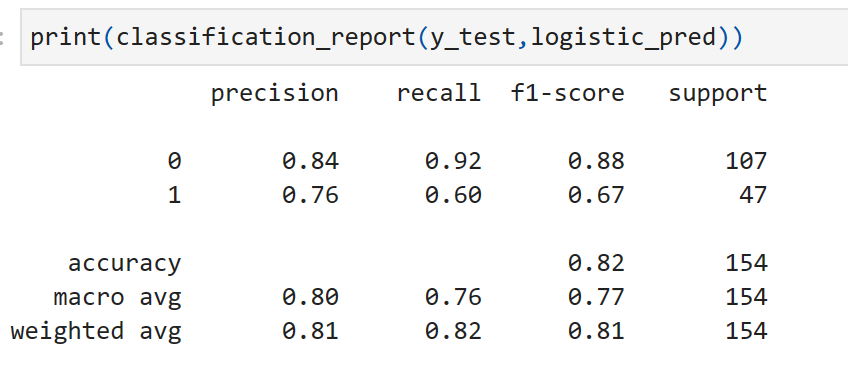 : print(classification_report(y_test,logistic_pred))
precision recall f1-score support
0 0.84 0.92 0.88 107
1 0.76 0.60 0.67 47
accuracy 0.82 154
macro avg 0.80 0.76 0.77 154
weighted avg 0.81 0.82 0.81 154